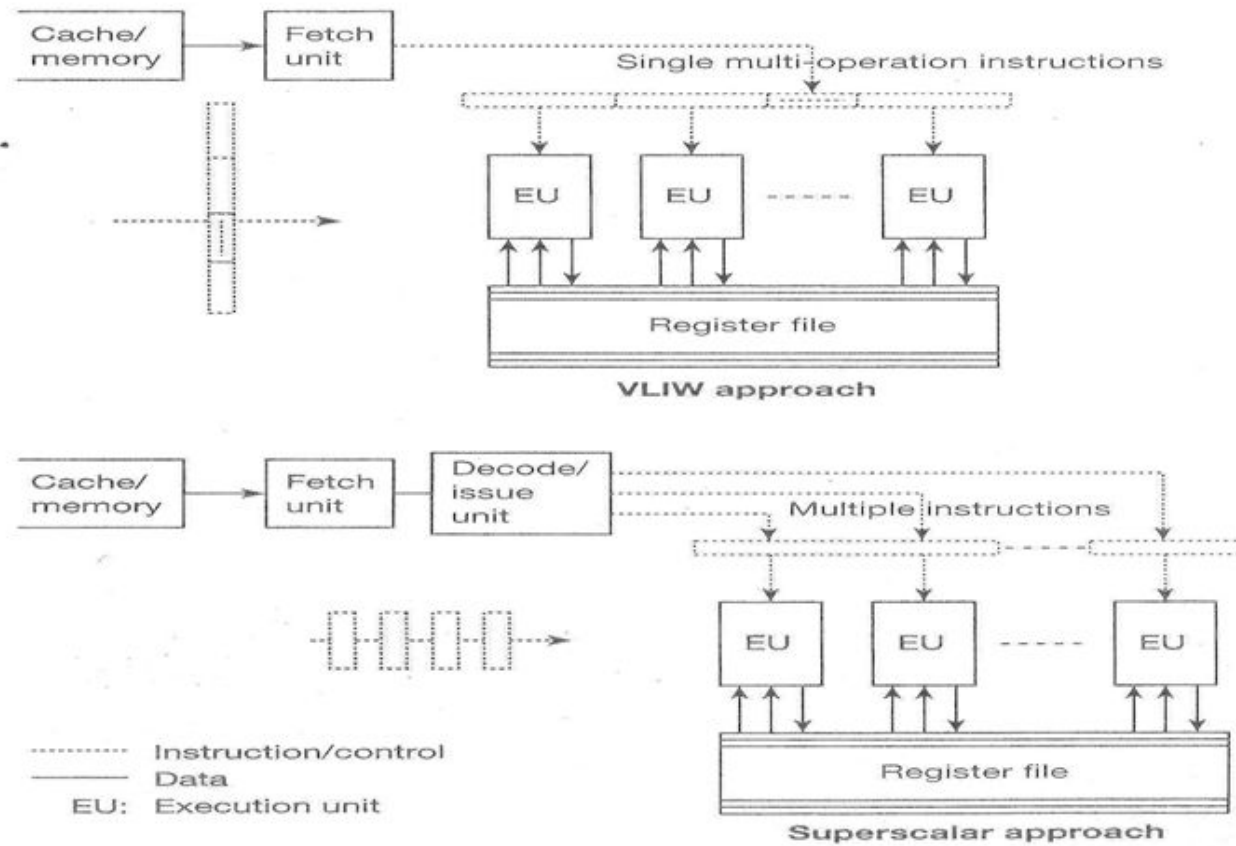 Cache/
memory
Fetch
unit
Single multi-operation instructions
EU
EU
EU
Register file
VLIW approach
Cache/
memory
Fetch
unit
Decode/
issue
unit
Multiple instructions
EU
EU
EU
Register file
Instruction/control
Data
EU: Execution unit
Superscalar approach